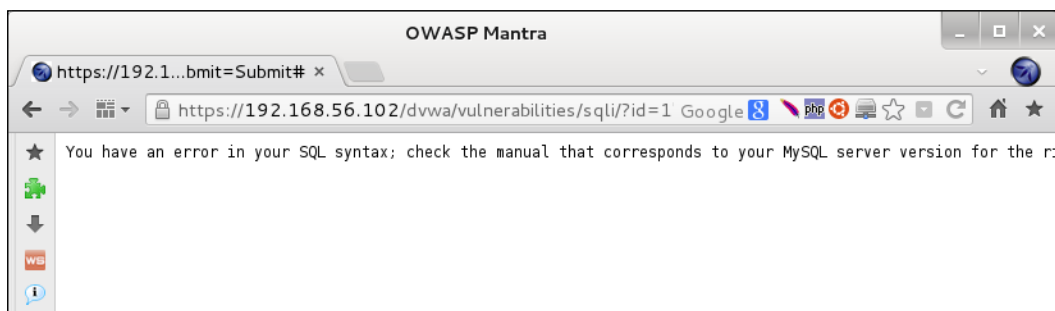 OWASP Mantra
https://192.1...bmit=Submit# ×
https://192.168.56.102/dvwa/vulnerabilities/sqli/?id=1' Google 8 php
You have an error in your SQL syntax; check the manual that corresponds to your MySQL server version for the
WS
i